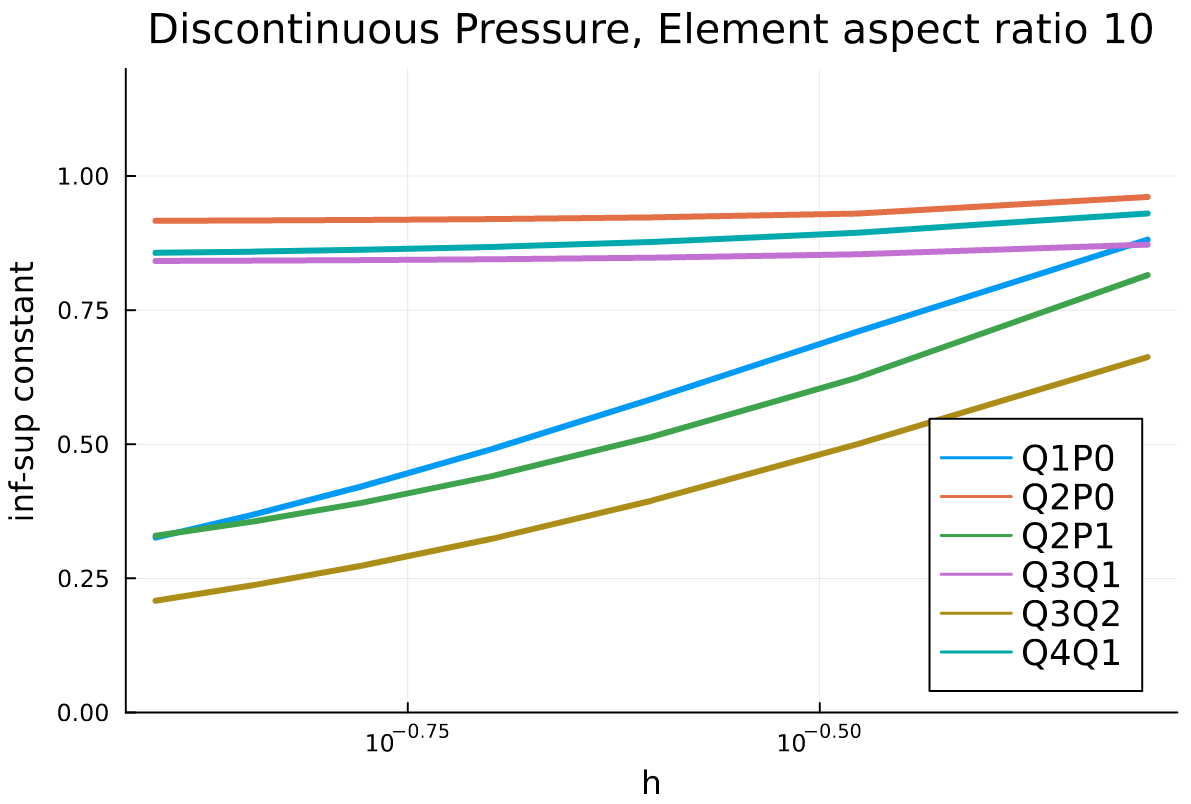 Discontinuous Pressure, Element aspect ratio 10
inf-sup constant
1.00
0.75
0.50
0.25
0.00
10^−0.75
10^−0.50
h
Q1P0
Q2P0
Q2P1
Q3Q1
Q3Q2
Q4Q1